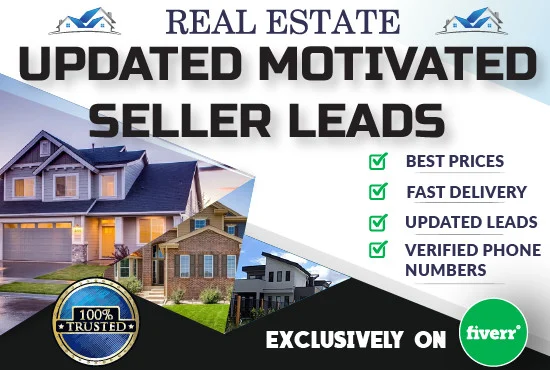 REAL ESTATE
UPDATED MOTIVATED
SELLER LEADS
BEST PRICES
FAST DELIVERY
UPDATED LEADS
VERIFIED PHONE
NUMBERS
100%
TRUSTED
EXCLUSIVELY ON
fiverr